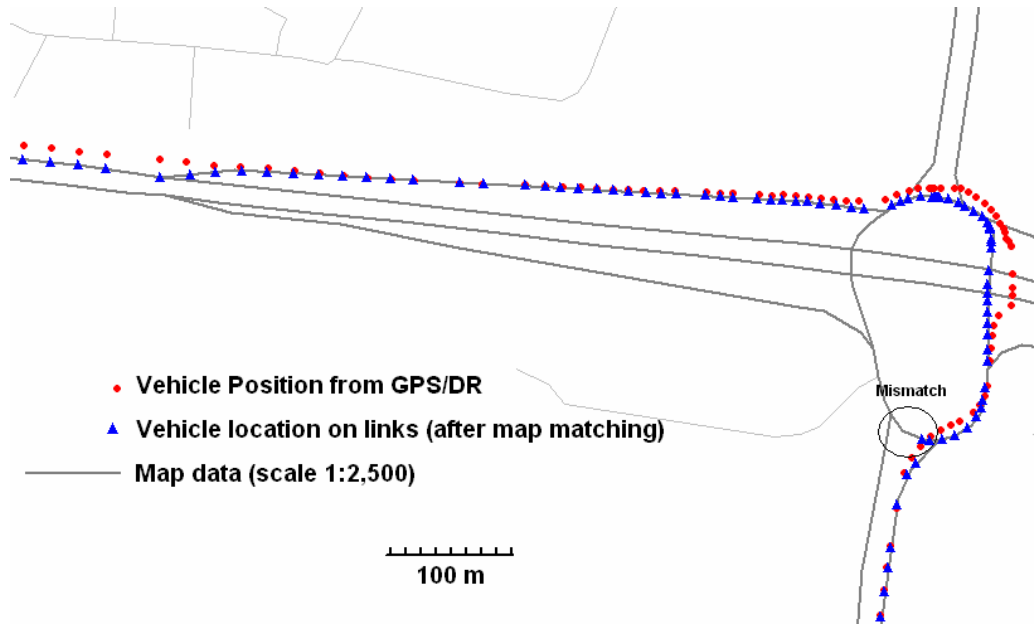 Vehicle Position from GPS/DR
Mismatch
Vehicle location on links (after map matching)
Map data (scale 1:2,500)
100 m